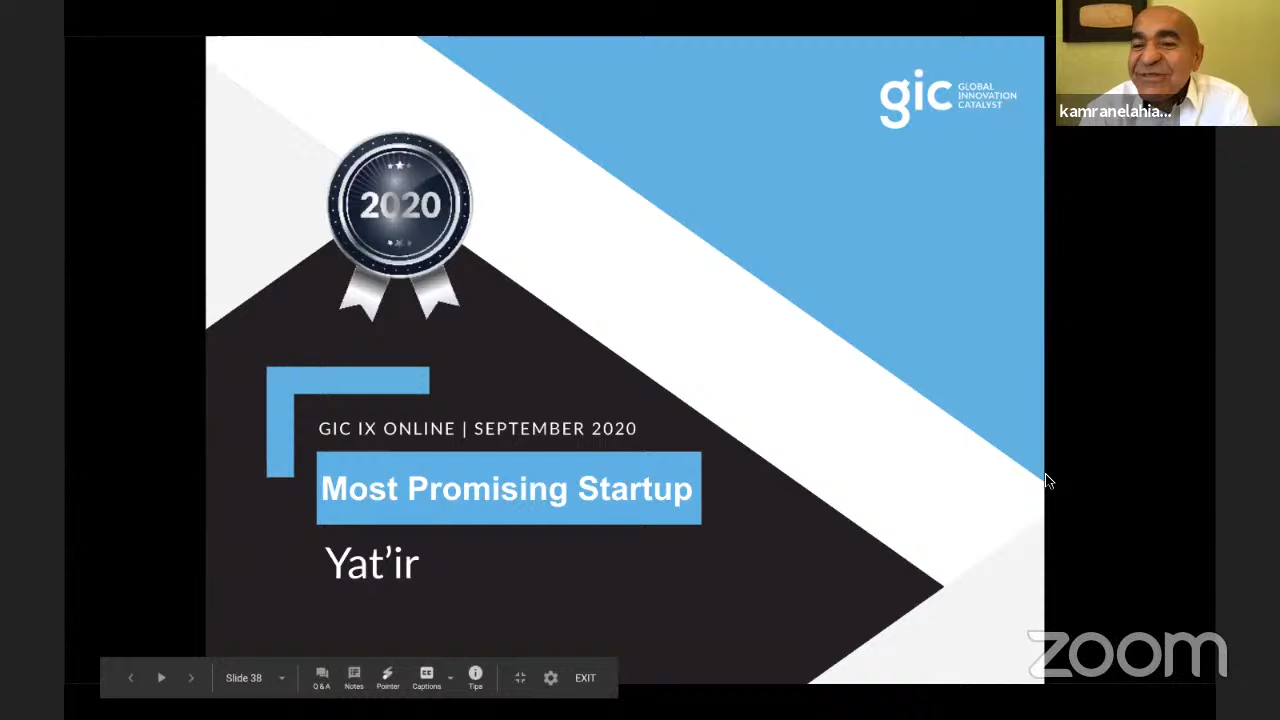 kamranelahia...
gic
GLOBAL
INNOVATION
CATALYST
2020
GIC IX ONLINE | SEPTEMBER 2020
Most Promising Startup
Yat'ir
zoom
Slide 38
Q & A
Notes
Pointer
Captions
Tips
EXIT